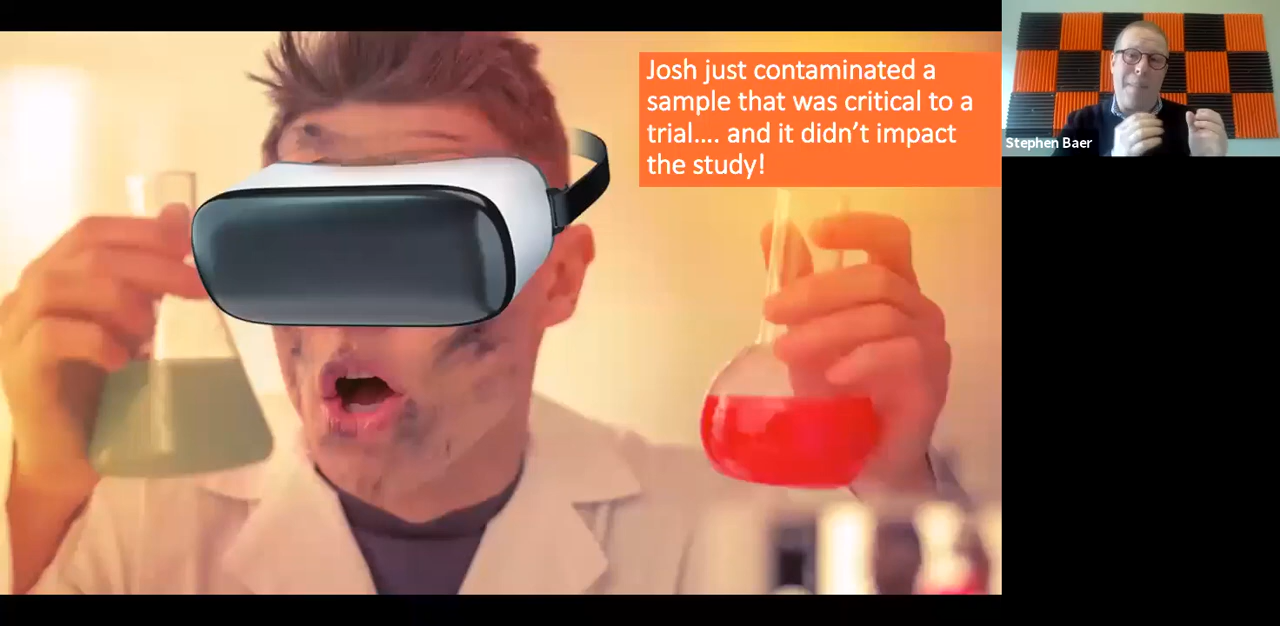 Josh just contaminated a
sample that was critical to a
trial.... and it didn’t impact
the study!
Stephen Baer